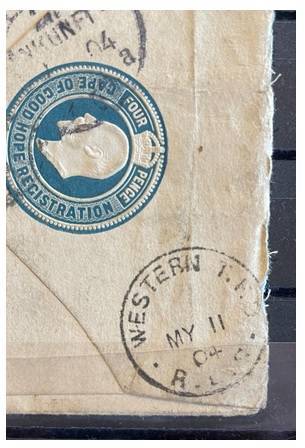 04
CAPE OF GOOD HOPE REGISTRATION
FOUR PENCE
WESTERN T.P.O
MY 11
04